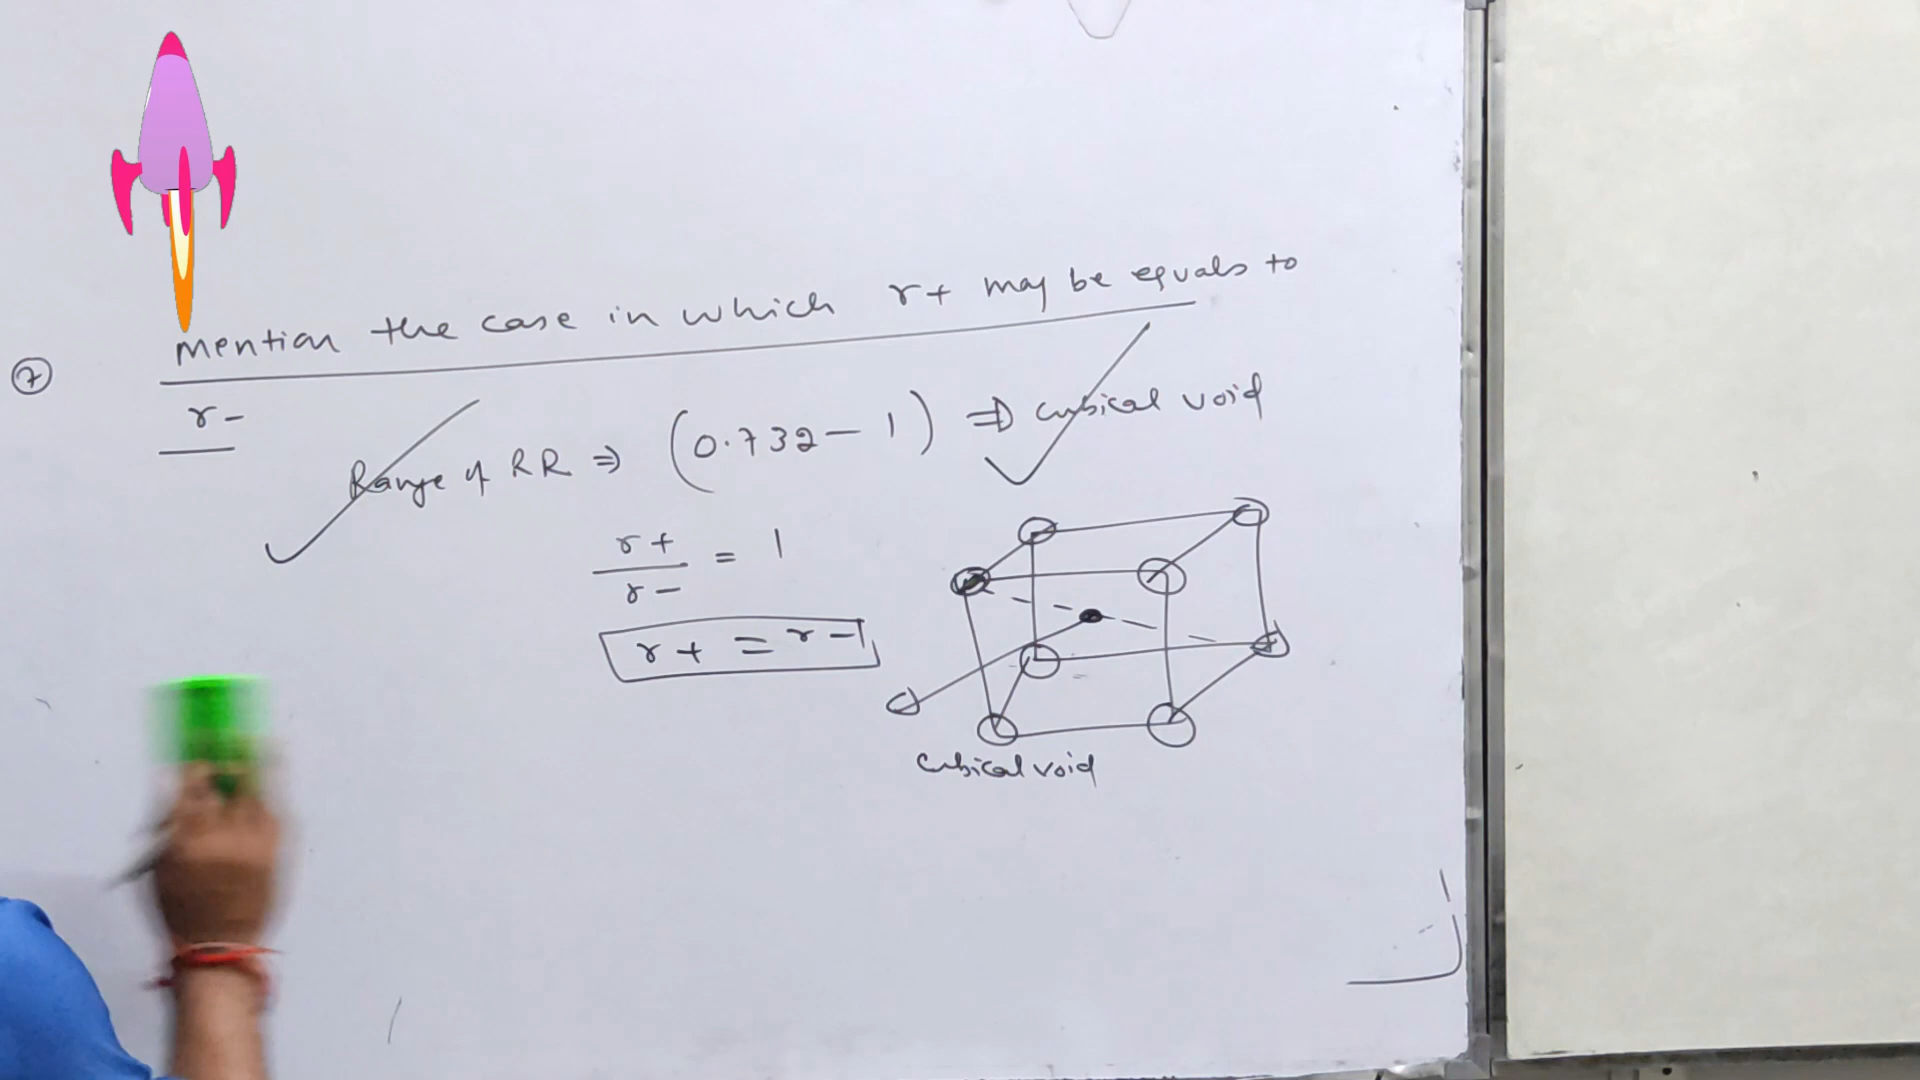 mention the case in which r+ may be equals to
7
r-
Range of RR ⇒ (0.732 - 1) ⇒ cubical void
r+ / r- = 1
r+ = r-
cubical void